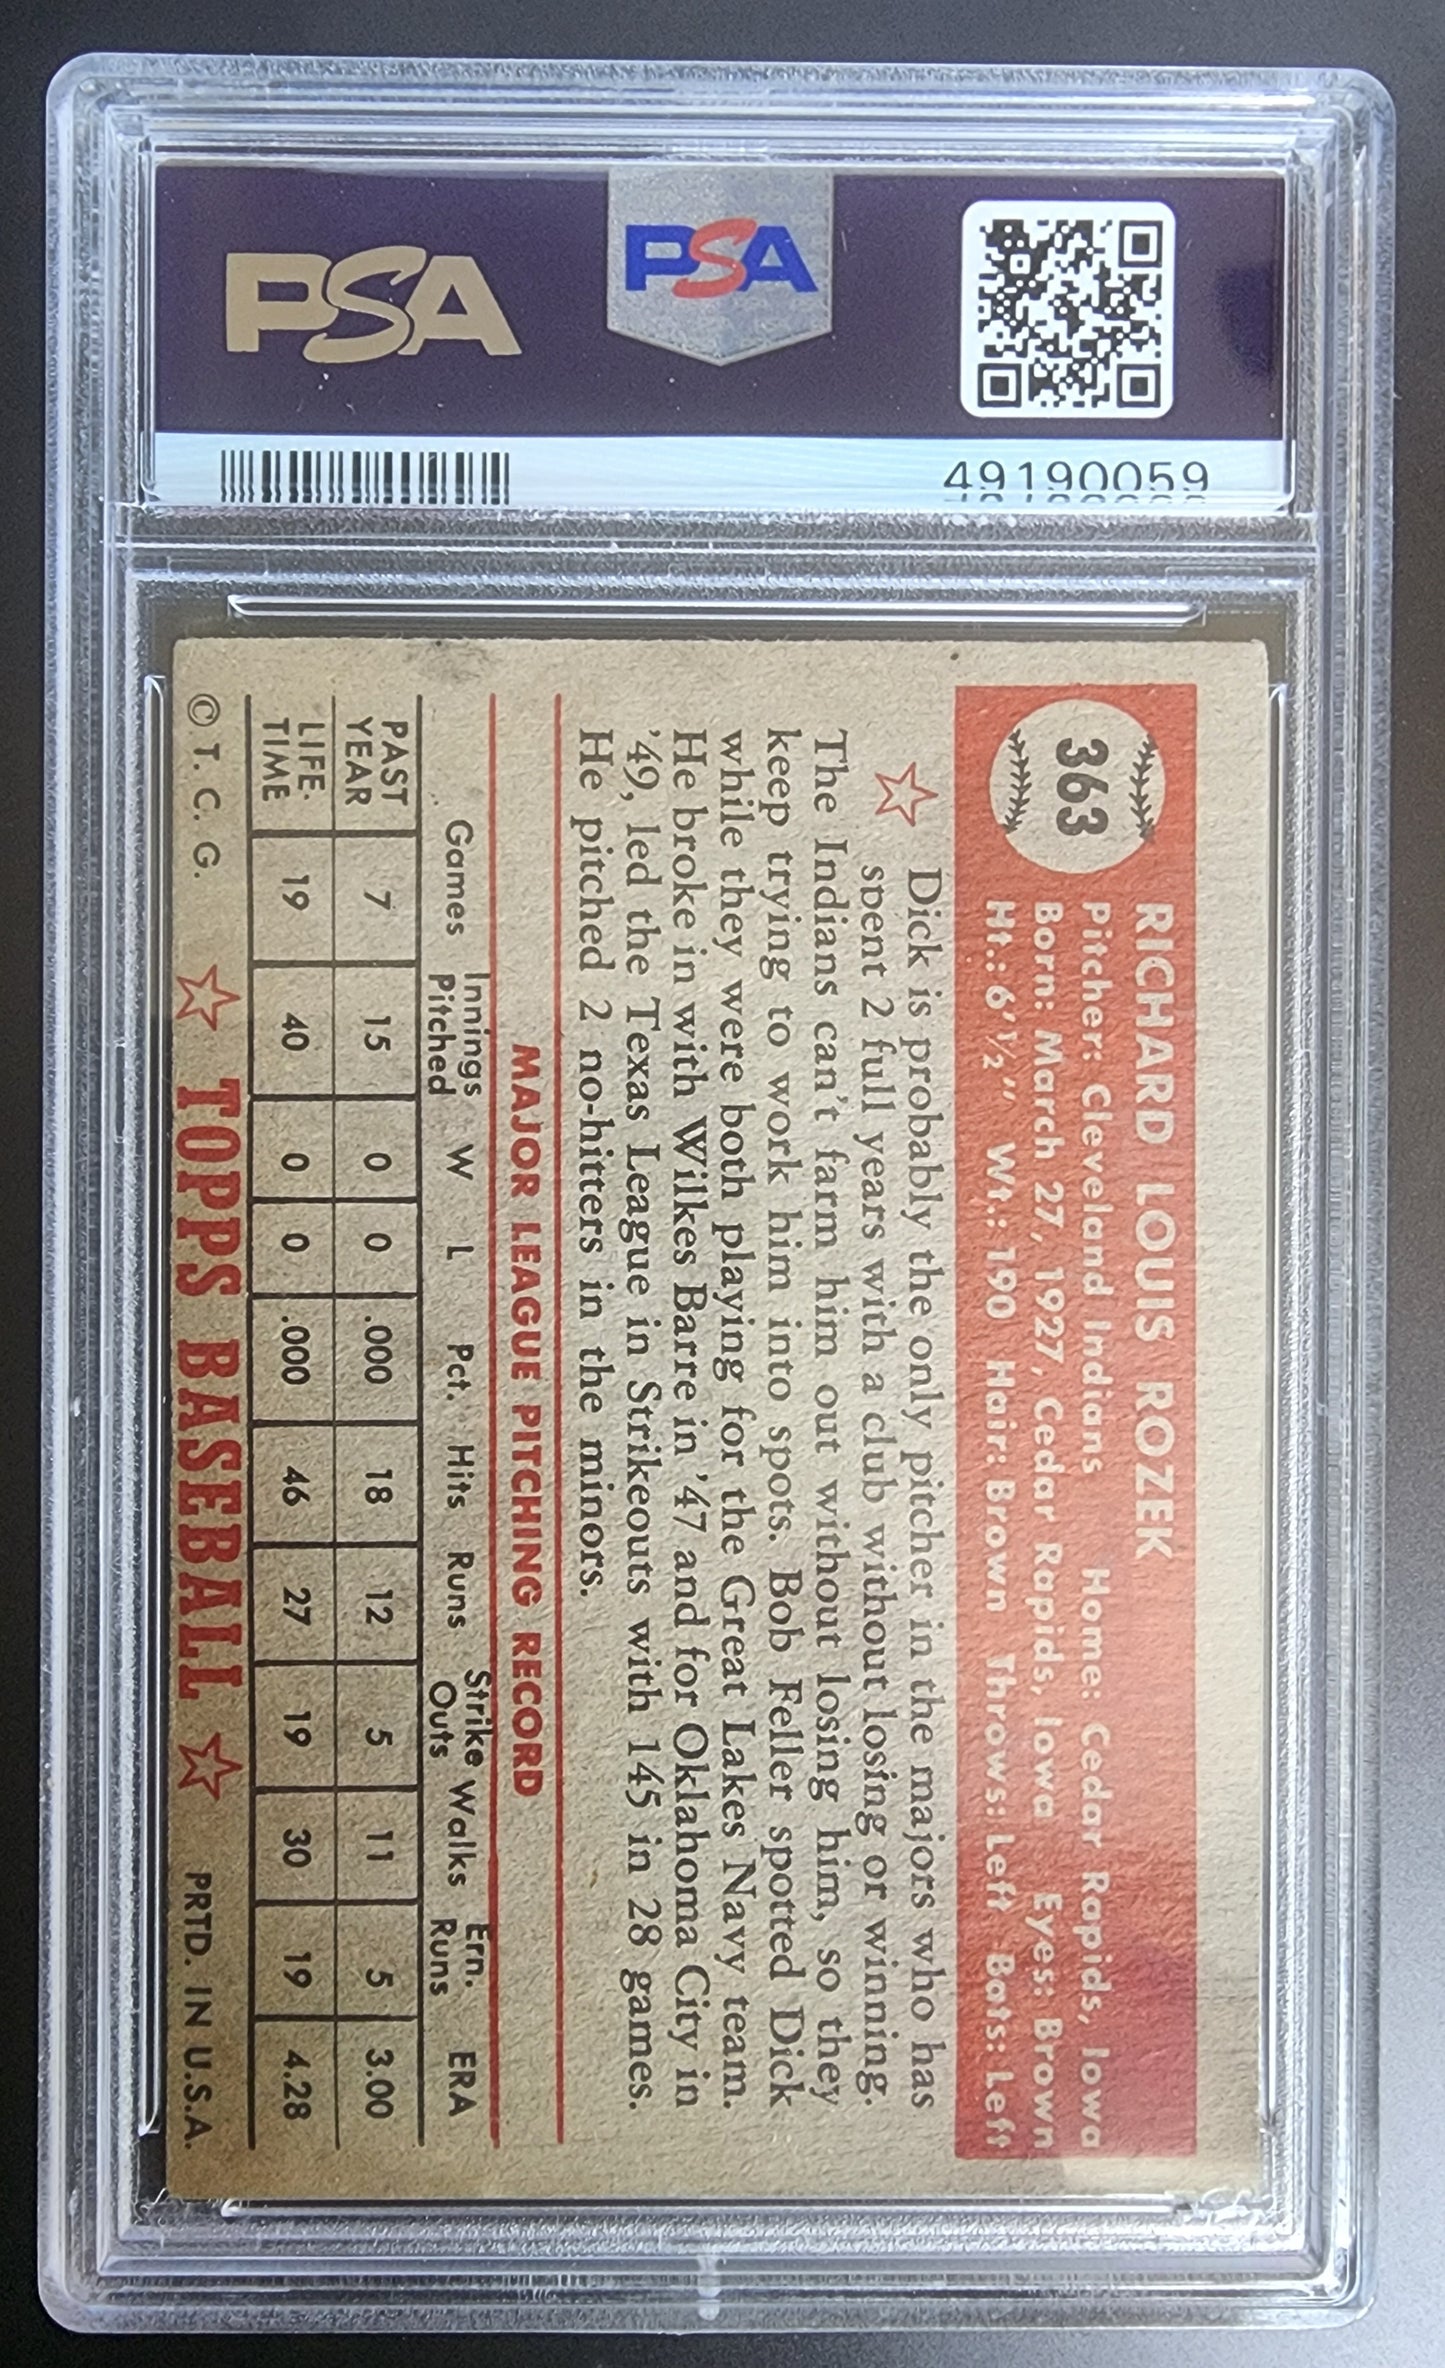 PSA
PSA
49190059
363
RICHARD LOUIS ROZEK
Pitcher: Cleveland Indians Home: Cedar Rapids, Iowa
Born: March 27, 1927, Cedar Rapids, Iowa Eyes: Brown
Ht.: 6'½" Wt.: 190 Hair: Brown Throws: Left Bats: Left
Dick is probably the only pitcher in the majors who has
spent 2 full years with a club without losing or winning.
The Indians can't farm him out without losing him, so they
keep trying to work him into spots. Bob Feller spotted Dick
while they were both playing for the Great Lakes Navy team.
He broke in with Wilkes Barre in '47 and for Oklahoma City in
'49, led the Texas League in Strikeouts with 145 in 28 games.
He pitched 2 no-hitters in the minors.
MAJOR LEAGUE PITCHING RECORD
Games Innings Pitched W L Pct. Hits Runs Strike Outs Walks Ern. Runs ERA
PAST YEAR 7 15 0 0 .000 18 12 5 11 5 3.00
LIFE- TIME 19 40 0 0 .000 46 27 19 30 19 4.28
© T. C. G. TOPPS BASEBALL PRTD. IN U.S.A.